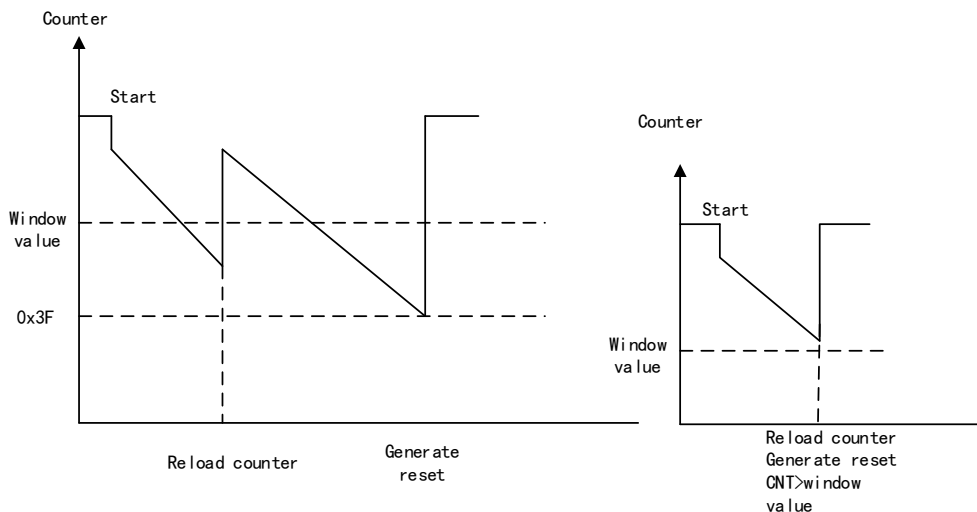 Counter
Start
Window
value
0x3F
Reload counter
Generate
reset
Counter
Start
Window
value
Reload counter
Generate reset
CNT>window
value